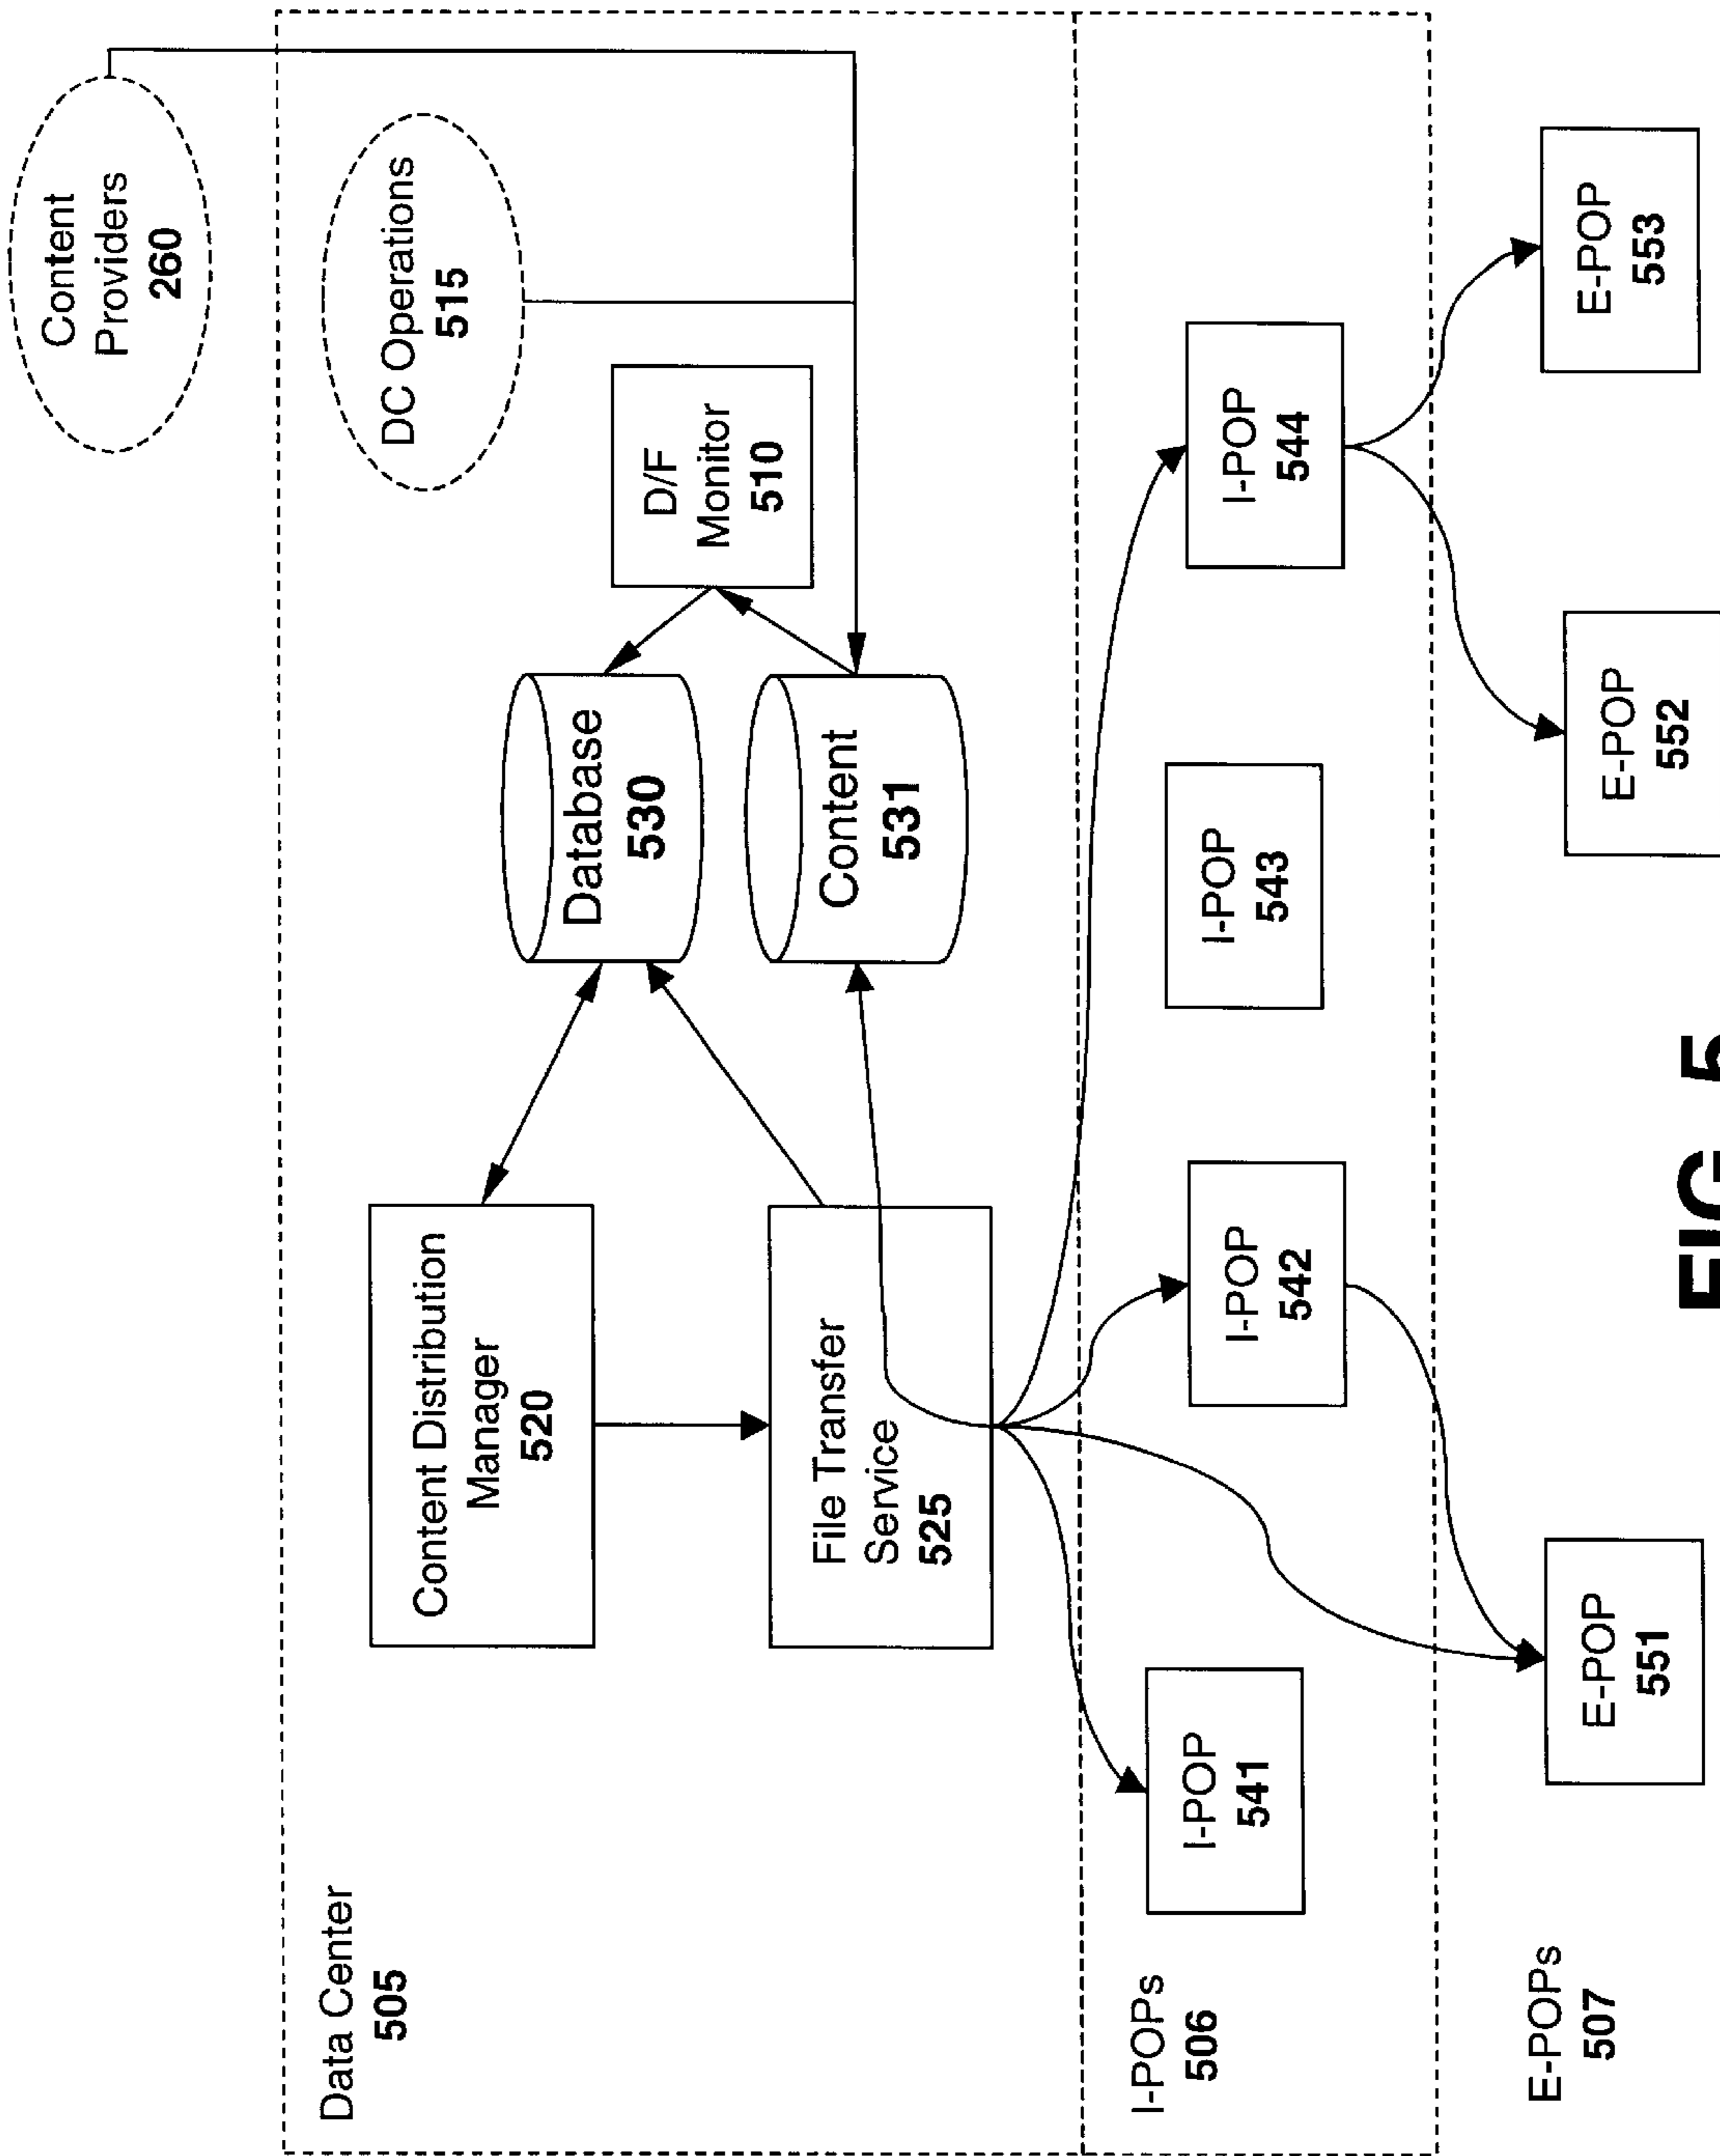 Content
Providers
260
DC Operations
515
D/F
Monitor
510
Database
530
Content
531
Content Distribution
Manager
520
File Transfer
Service
525
Data Center
505
I-POPs
506
I-POP
541
I-POP
542
I-POP
543
I-POP
544
E-POPs
507
E-POP
551
E-POP
552
E-POP
553
FIG. 5